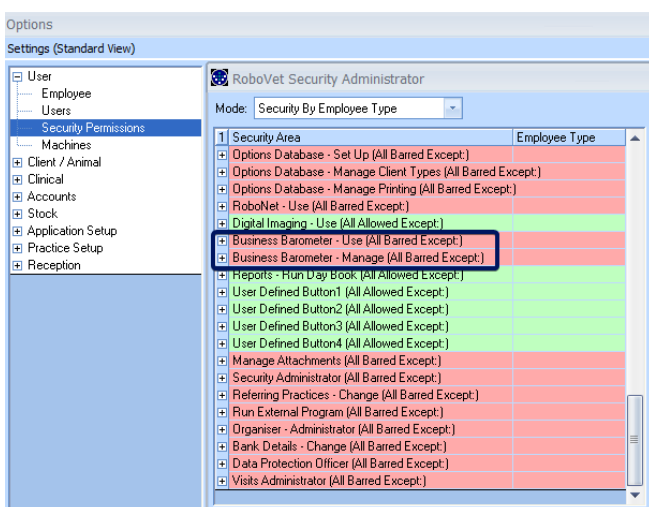 Options
Settings (Standard View)
User
Employee
Users
Security Permissions
Machines
Client / Animal
Clinical
Accounts
Stock
Application Setup
Practice Setup
Reception
RoboVet Security Administrator
Mode: Security By Employee Type
1 Security Area Employee Type
Options Database - Set Up (All Barred Except:)
Options Database - Manage Client Types (All Barred Except:)
Options Database - Manage Printing (All Barred Except:)
RoboNet - Use (All Barred Except:)
Digital Imaging - Use (All Allowed Except:)
Business Barometer - Use (All Barred Except:)
Business Barometer - Manage (All Barred Except:)
Reports - Run Day Book (All Allowed Except:)
User Defined Button1 (All Allowed Except:)
User Defined Button2 (All Allowed Except:)
User Defined Button3 (All Allowed Except:)
User Defined Button4 (All Allowed Except:)
Manage Attachments (All Barred Except:)
Security Administrator (All Barred Except:)
Referring Practices - Change (All Barred Except:)
Run External Program (All Barred Except:)
Organiser - Administrator (All Barred Except:)
Bank Details - Change (All Barred Except:)
Data Protection Officer (All Barred Except:)
Visits Administrator (All Barred Except:)